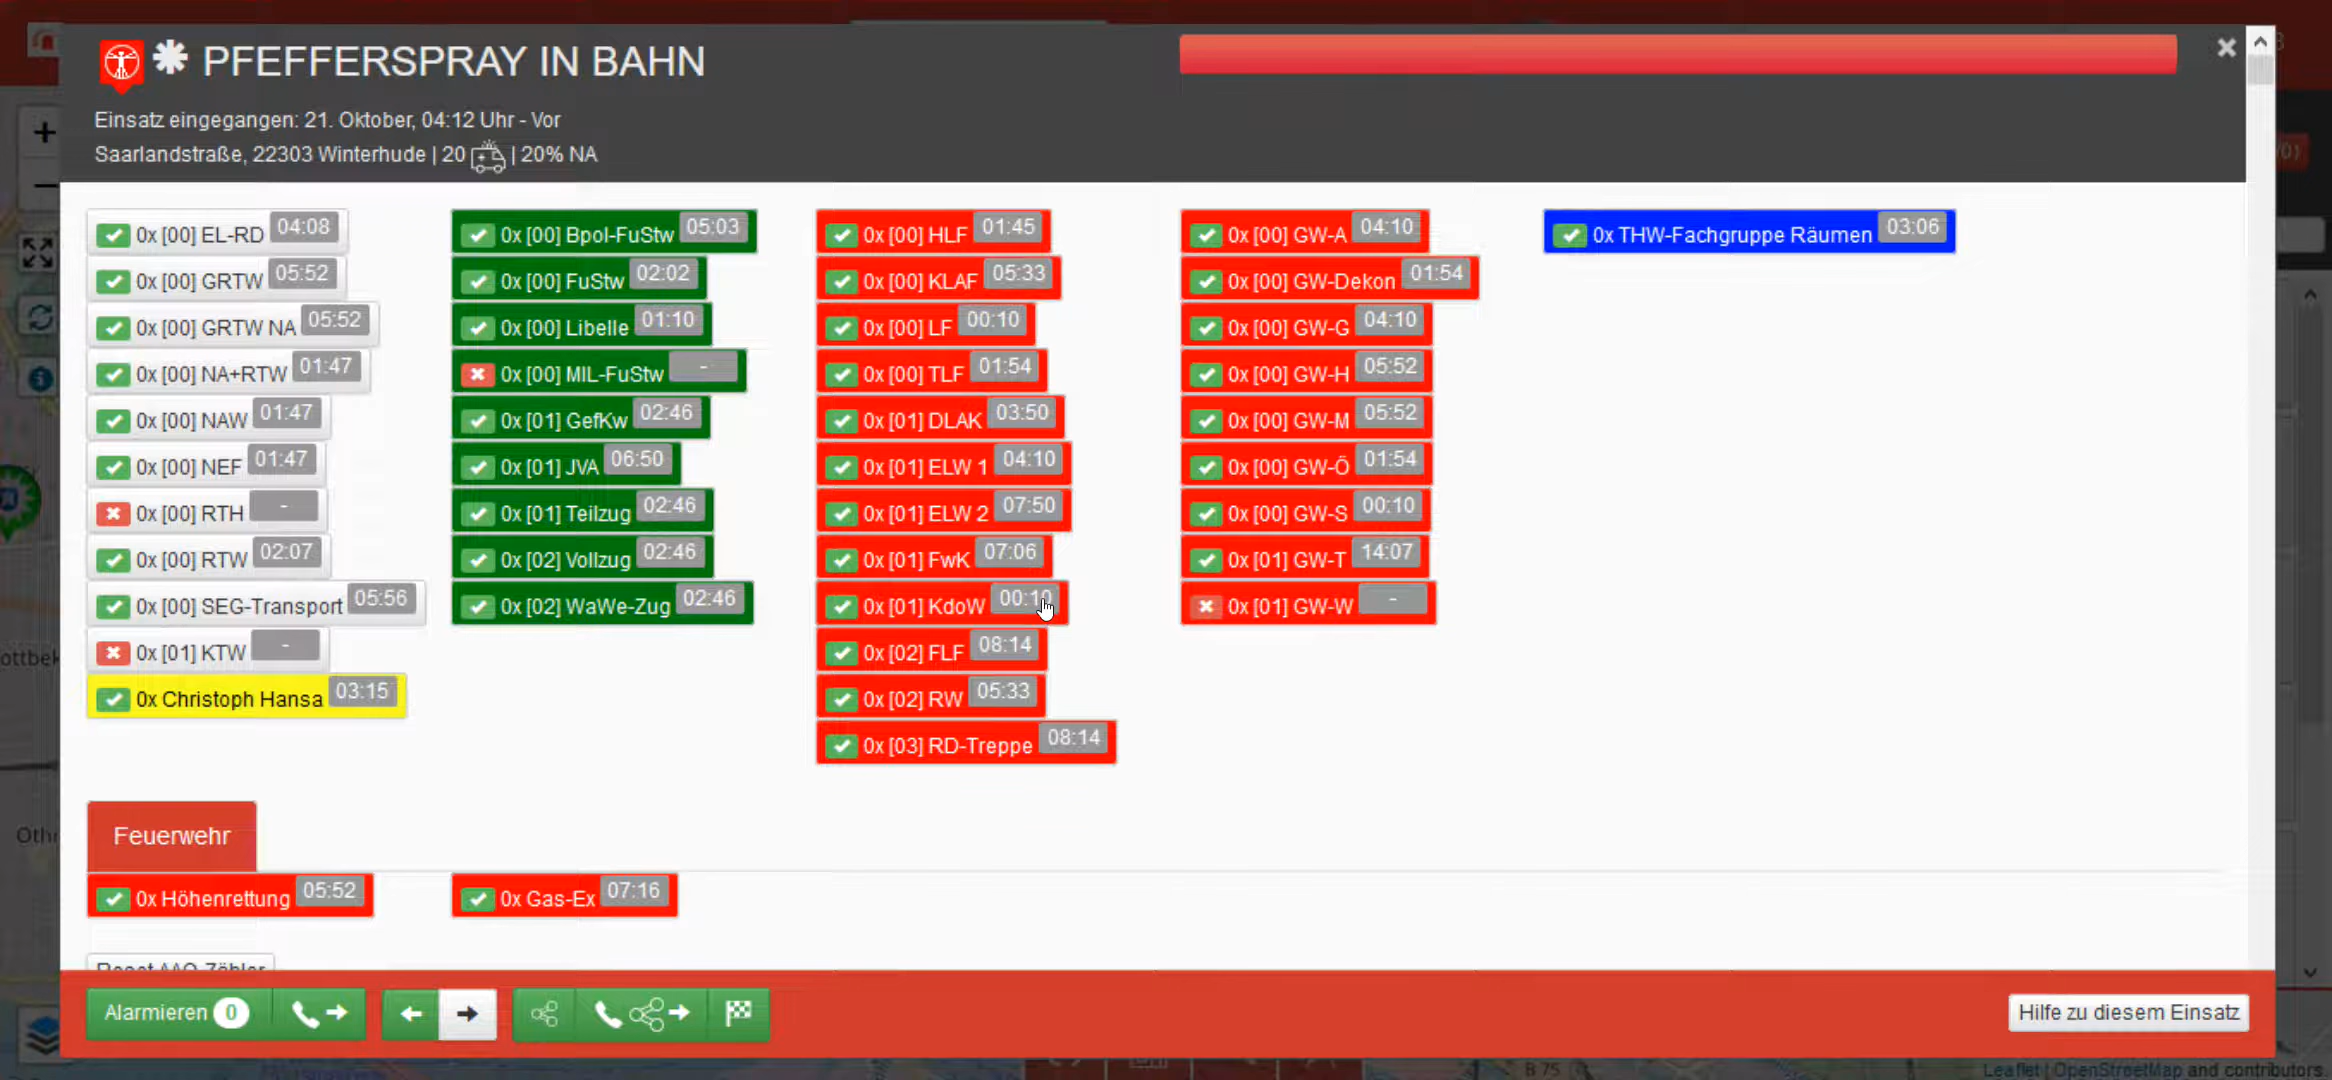 PFEFFERSPRAY IN BAHN
Einsatz eingegangen: 21. Oktober, 04:12 Uhr - Vor
Saarlandstraße, 22303 Winterhude | 20 | 20% NA
0x [00] EL-RD 04:08
0x [00] GRTW 05:52
0x [00] GRTW NA 05:52
0x [00] NA+RTW 01:47
0x [00] NAW 01:47
0x [00] NEF 01:47
0x [00] RTH -
0x [00] RTW 02:07
0x [00] SEG-Transport 05:56
0x [01] KTW -
0x Christoph Hansa 03:15
0x [00] Bpol-FuStw 05:03
0x [00] FuStw 02:02
0x [00] Libelle 01:10
0x [00] MIL-FuStw -
0x [01] GefKw 02:46
0x [01] JVA 06:50
0x [01] Teilzug 02:46
0x [02] Vollzug 02:46
0x [02] WaWe-Zug 02:46
0x [00] HLF 01:45
0x [00] KLAF 05:33
0x [00] LF 00:10
0x [00] TLF 01:54
0x [01] DLAK 03:50
0x [01] ELW 1 04:10
0x [01] ELW 2 07:50
0x [01] FwK 07:06
0x [01] KdoW 00:10
0x [02] FLF 08:14
0x [02] RW 05:33
0x [03] RD-Treppe 08:14
0x [00] GW-A 04:10
0x [00] GW-Dekon 01:54
0x [00] GW-G 04:10
0x [00] GW-H 05:52
0x [00] GW-M 05:52
0x [00] GW-Ö 01:54
0x [00] GW-S 00:10
0x [01] GW-T 14:07
0x [01] GW-W -
0x THW-Fachgruppe Räumen 03:06
Feuerwehr
0x Höhenrettung 05:52
0x Gas-Ex 07:16
Reset AAO-Zähler
Alarmieren 0
Hilfe zu diesem Einsatz
B 75
Leaflet | OpenStreetMap and contributors